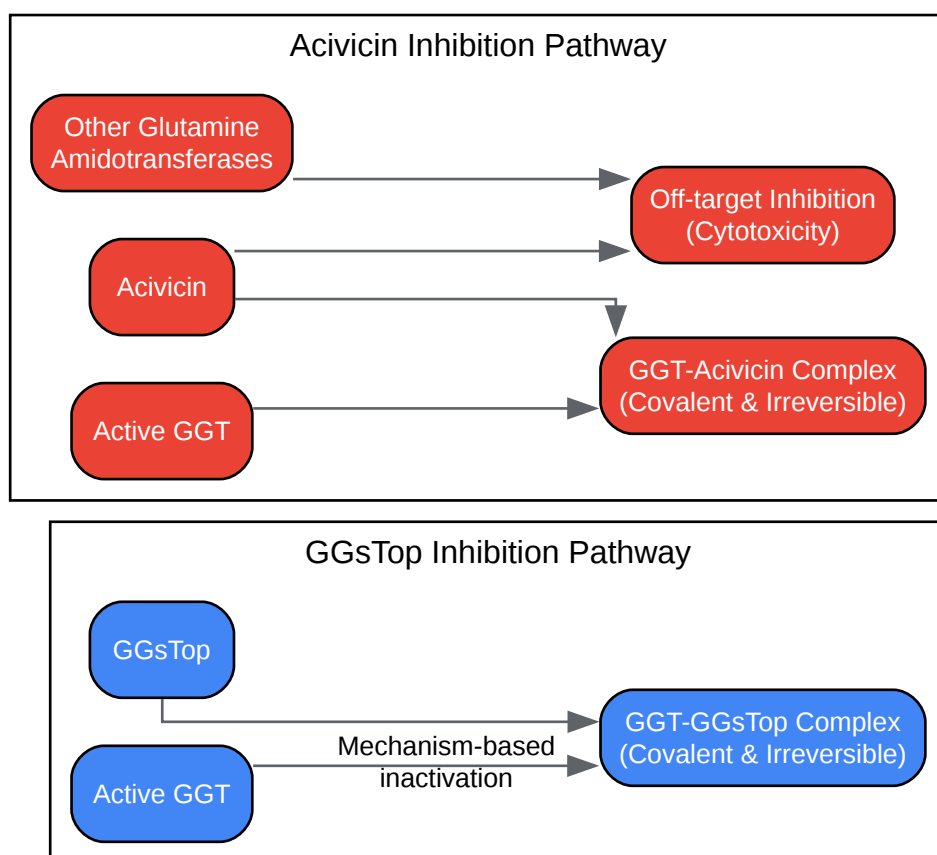 Acivicin Inhibition Pathway
Other Glutamine
Amidotransferases
Off-target Inhibition
(Cytotoxicity)
Acivicin
GGT-Acivicin Complex
(Covalent & Irreversible)
Active GGT
GGsTop Inhibition Pathway
GGsTop
GGT-GGsTop Complex
(Covalent & Irreversible)
Mechanism-based
inactivation
Active GGT